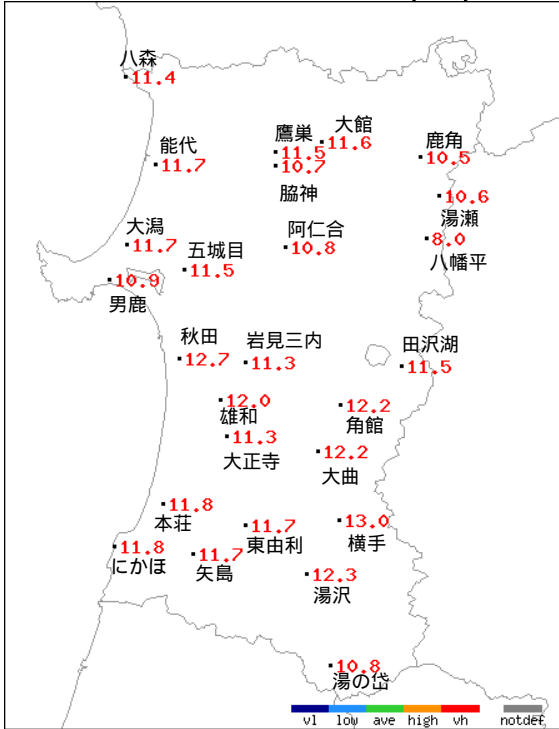 八森
11.4
能代
11.7
鷹巣
11.5
10.7
脇神
大館
11.6
鹿角
10.5
10.6
湯瀬
8.0
八幡平
大潟
11.7
五城目
11.5
阿仁合
10.8
10.9
男鹿
秋田
12.7
岩見三内
11.3
田沢湖
11.5
12.0
雄和
11.3
大正寺
12.2
角館
12.2
大曲
11.8
本荘
11.8
にかほ
11.7
矢島
11.7
東由利
13.0
横手
12.3
湯沢
10.8
湯の岱
vl low ave high vh notdef